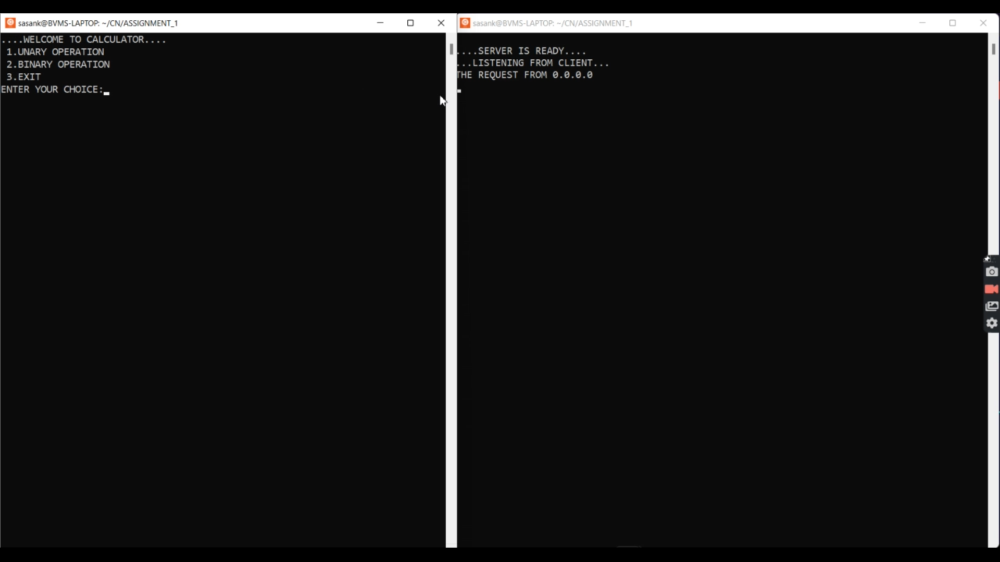 sasank@BVMS-LAPTOP: ~/CN/ASSIGNMENT_1
....WELCOME TO CALCULATOR....
1.UNARY OPERATION
2.BINARY OPERATION
3.EXIT
ENTER YOUR CHOICE:
sasank@BVMS-LAPTOP: ~/CN/ASSIGNMENT_1
....SERVER IS READY....
...LISTENING FROM CLIENT...
THE REQUEST FROM 0.0.0.0